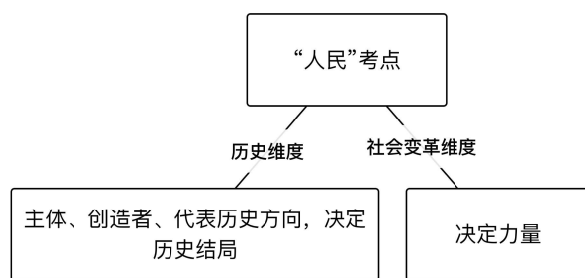 “人民”考点
历史维度
社会变革维度
主体、创造者、代表历史方向，决定
历史结局
决定力量